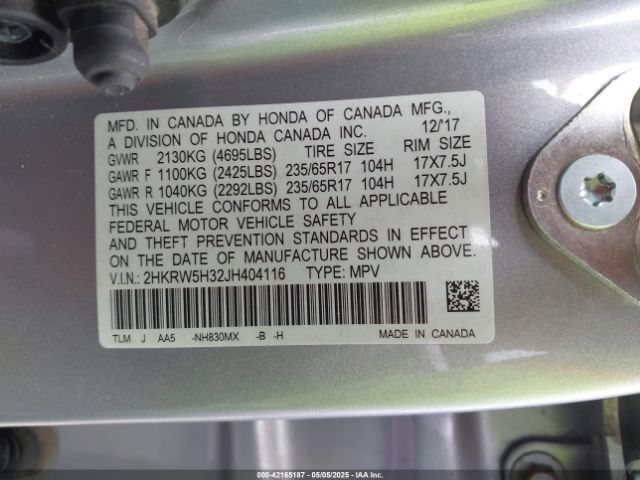 MFD. IN CANADA BY HONDA OF CANADA MFG.,
A DIVISION OF HONDA CANADA INC. 12/'17
GVWR 2130KG (4695LBS) TIRE SIZE RIM SIZE
GAWR F 1100KG (2425LBS) 235/65R17 104H 17X7.5J
GAWR R 1040KG (2292LBS) 235/65R17 104H 17X7.5J
THIS VEHICLE CONFORMS TO ALL APPLICABLE
FEDERAL MOTOR VEHICLE SAFETY
AND THEFT PREVENTION STANDARDS IN EFFECT
ON THE DATE OF MANUFACTURE SHOWN ABOVE.
V.I.N.: 2HKRW5H32JH404116 TYPE: MPV
TLM J AA5 -NH830MX -B -H MADE IN CANADA
000-42165187 - 05/05/2025 - IAA Inc.